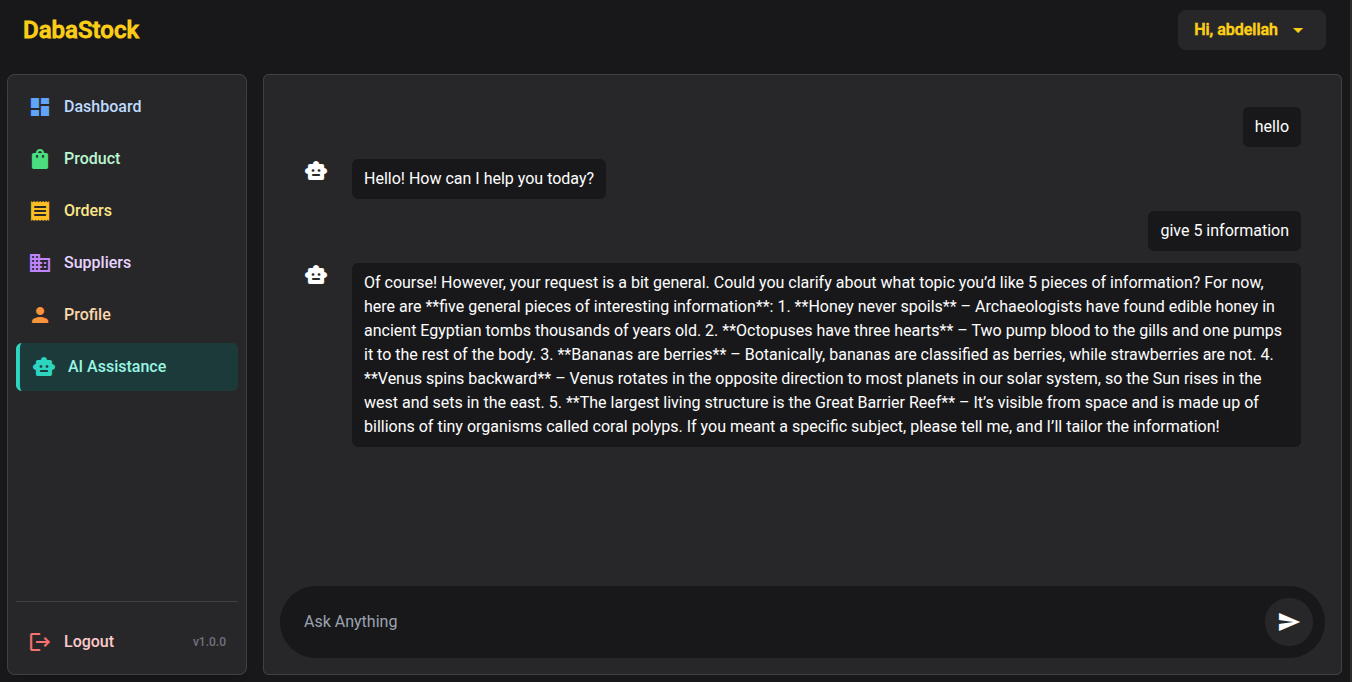 DabaStock
Hi, abdellah
Dashboard
Product
Orders
Suppliers
Profile
AI Assistance
Logout
v1.0.0
hello
Hello! How can I help you today?
give 5 information
Of course! However, your request is a bit general. Could you clarify about what topic you’d like 5 pieces of information? For now,
here are **five general pieces of interesting information**: 1. **Honey never spoils** – Archaeologists have found edible honey in
ancient Egyptian tombs thousands of years old. 2. **Octopuses have three hearts** – Two pump blood to the gills and one pumps
it to the rest of the body. 3. **Bananas are berries** – Botanically, bananas are classified as berries, while strawberries are not. 4.
**Venus spins backward** – Venus rotates in the opposite direction to most planets in our solar system, so the Sun rises in the
west and sets in the east. 5. **The largest living structure is the Great Barrier Reef** – It’s visible from space and is made up of
billions of tiny organisms called coral polyps. If you meant a specific subject, please tell me, and I’ll tailor the information!
Ask Anything